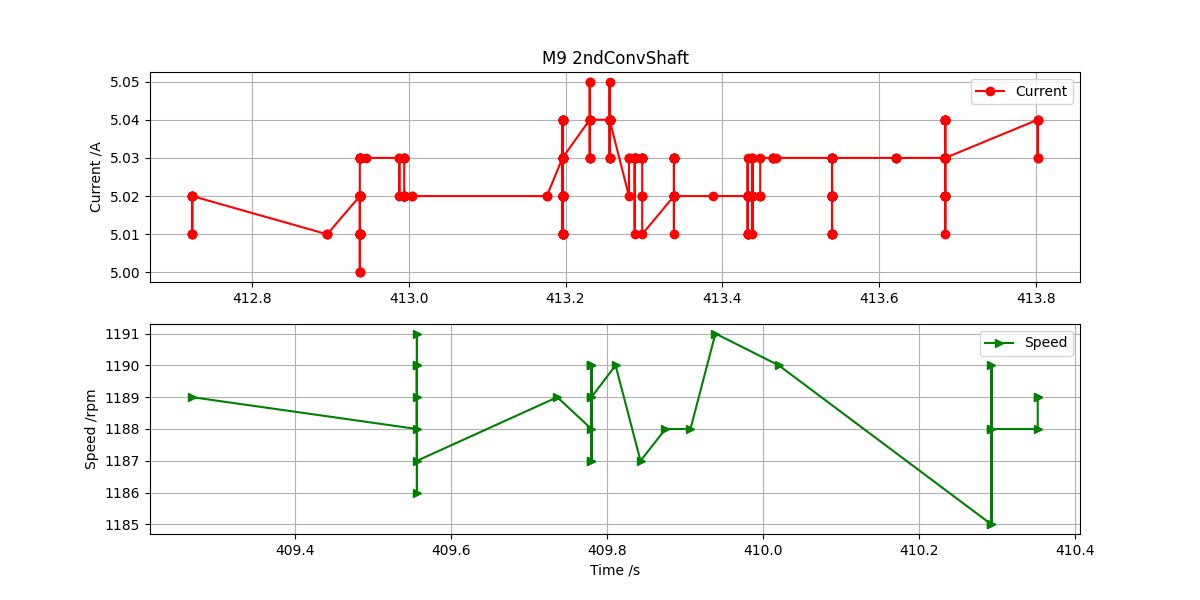 M9 2ndConvShaft
5.05
5.04
5.03
5.02
5.01
5.00
Current /A
Current
412.8 413.0 413.2 413.4 413.6 413.8
1191
1190
1189
1188
1187
1186
1185
Speed /rpm
Speed
409.4 409.6 409.8 410.0 410.2 410.4
Time /s